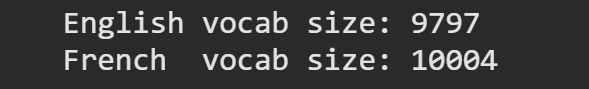 English vocab size: 9797
French  vocab size: 10004